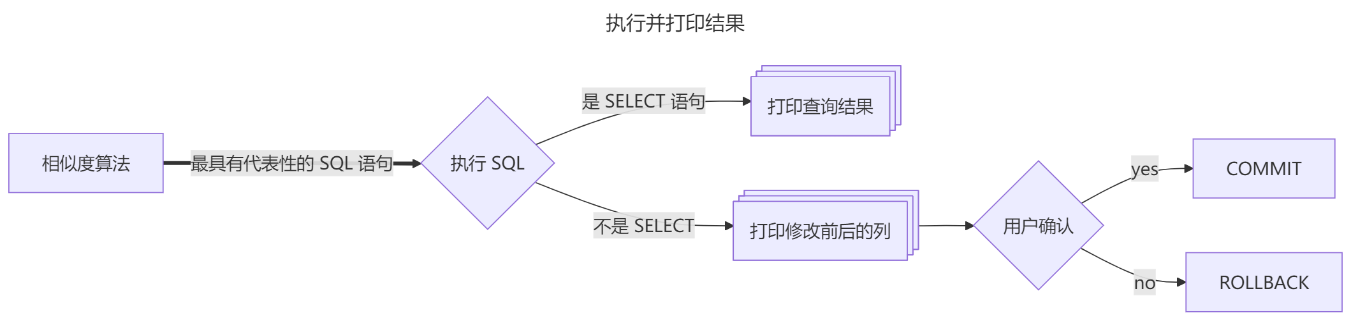 执行并打印结果
相似度算法
最具有代表性的 SQL 语句
执行 SQL
是 SELECT 语句
打印查询结果
不是 SELECT
打印修改前后的列
用户确认
yes
COMMIT
no
ROLLBACK